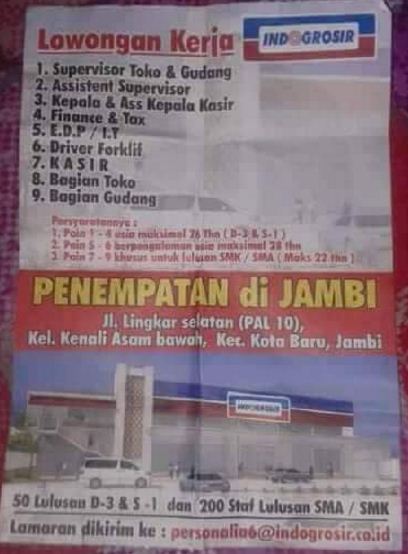 Lowongan Kerja
INDOGROSIR
1. Supervisor Toko & Gudang
2. Assistent Supervisor
3. Kepala & Ass Kepala Kasir
4. Finance & Tax
5. E.D.P / I.T
6. Driver Forklif
7. K A S I R
8. Bagian Toko
9. Bagian Gudang
Persyaratannya :
1. Poin 1 - 4 usia maksimal 26 Thn ( D-3 & S-1 )
2. Poin 5 - 6 berpengalaman usia maksimal 28 thn
3. Poin 7 - 9 khusus untuk lulusan SMK / SMA ( Maks 22 thn )
PENEMPATAN di JAMBI
Jl. Lingkar selatan (PAL 10),
Kel. Kenali Asam bawah, Kec. Kota Baru, Jambi
INDOGROSIR
50 Lulusan D-3 & S -1 dan 200 Staf Lulusan SMA / SMK
Lamaran dikirim ke : personalia6@indogrosir.co.id